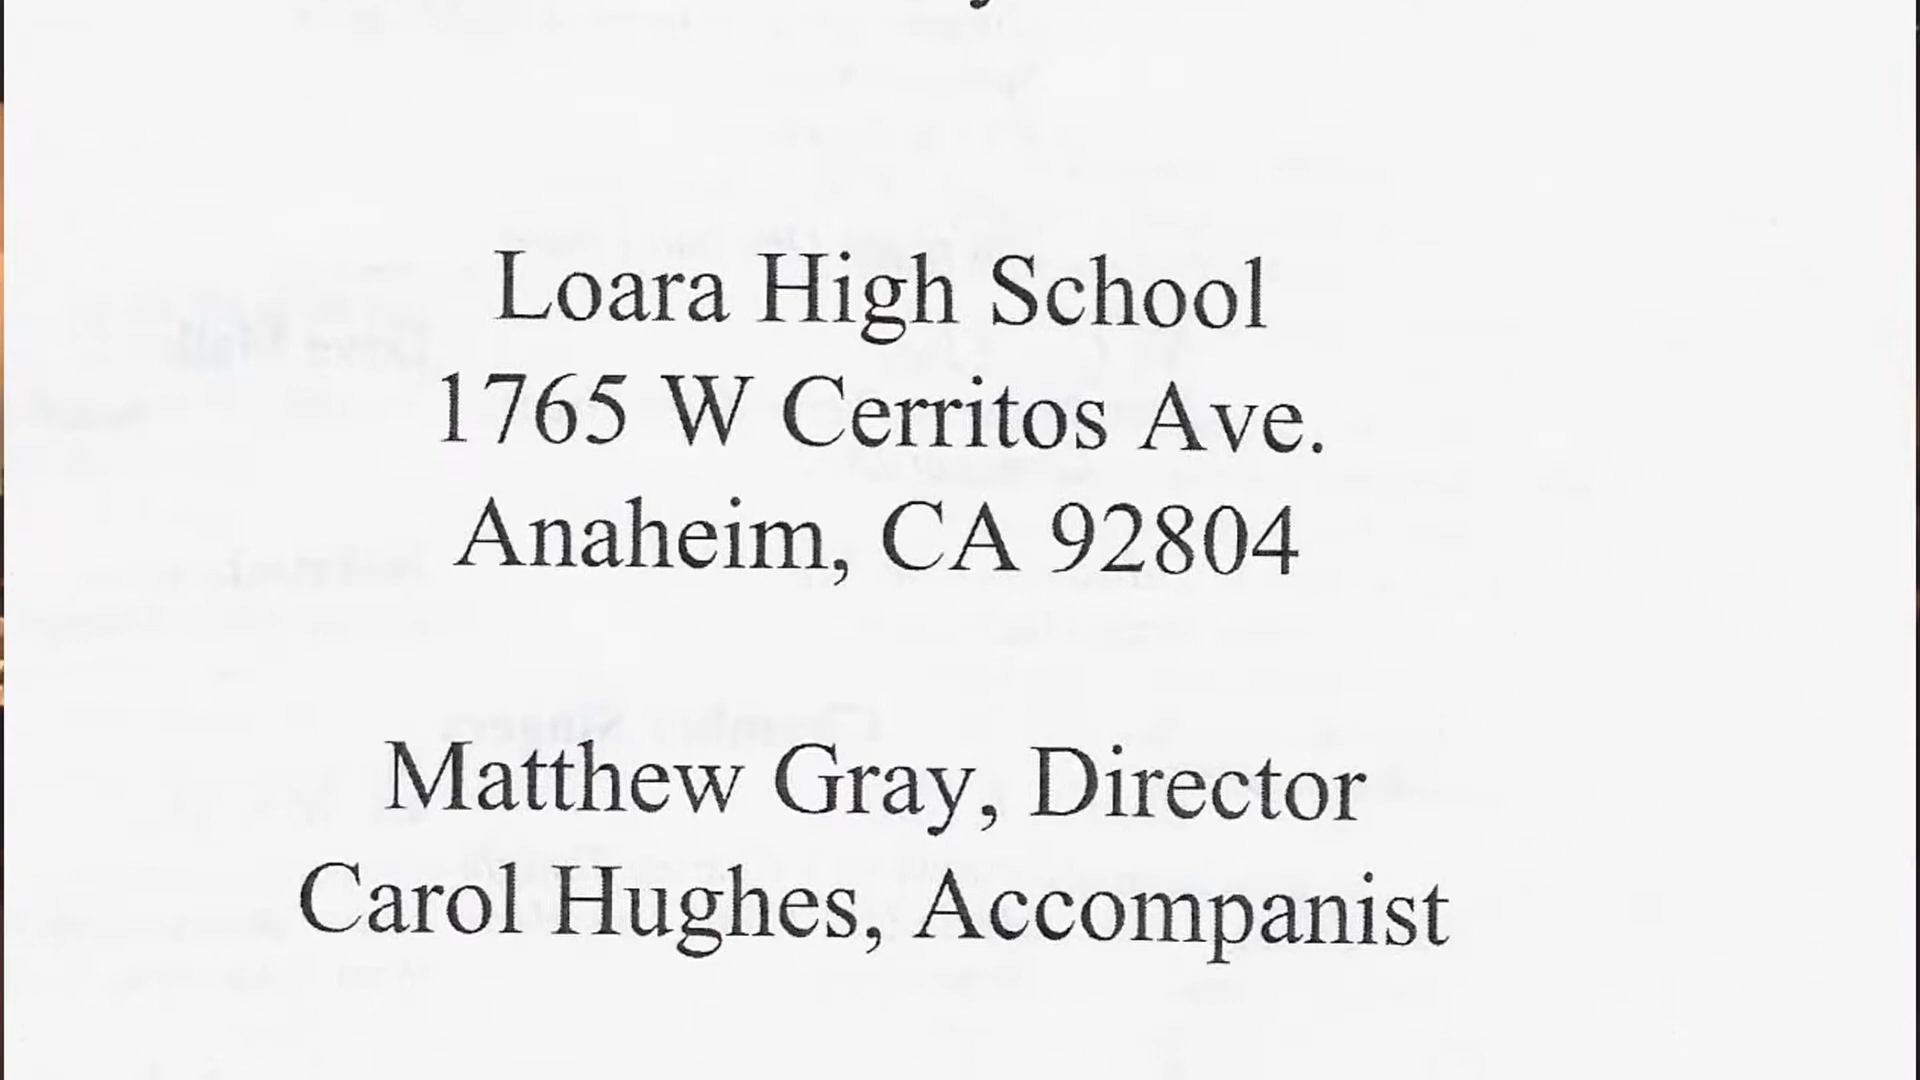 Loara High School
1765 W Cerritos Ave.
Anaheim, CA 92804
Matthew Gray, Director
Carol Hughes, Accompanist